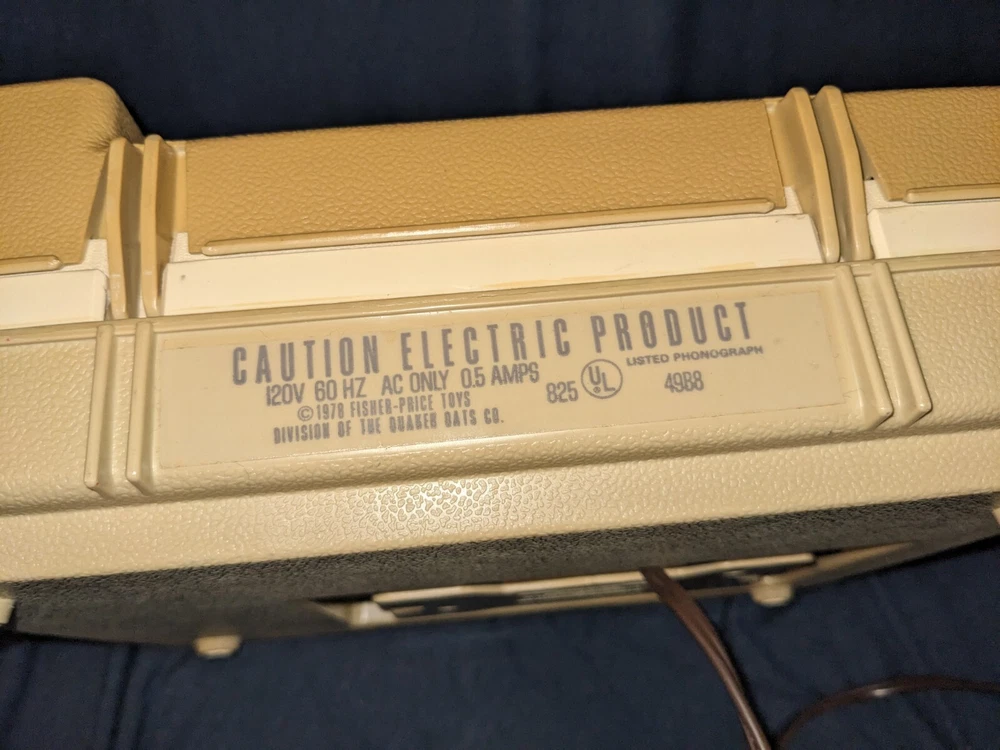 CAUTION ELECTRIC PRODUCT
120V 60 HZ AC ONLY 0.5 AMPS
©1978 FISHER-PRICE TOYS
DIVISION OF THE QUAKER OATS CO.
825 UL LISTED PHONOGRAPH
49B8